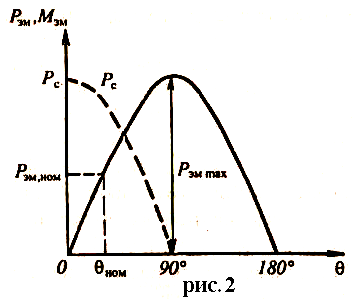 Pэм, Mэм
Pс.
Pс
Pэм,ном
Pэм max
0
θном
90°
180°
θ
рис. 2